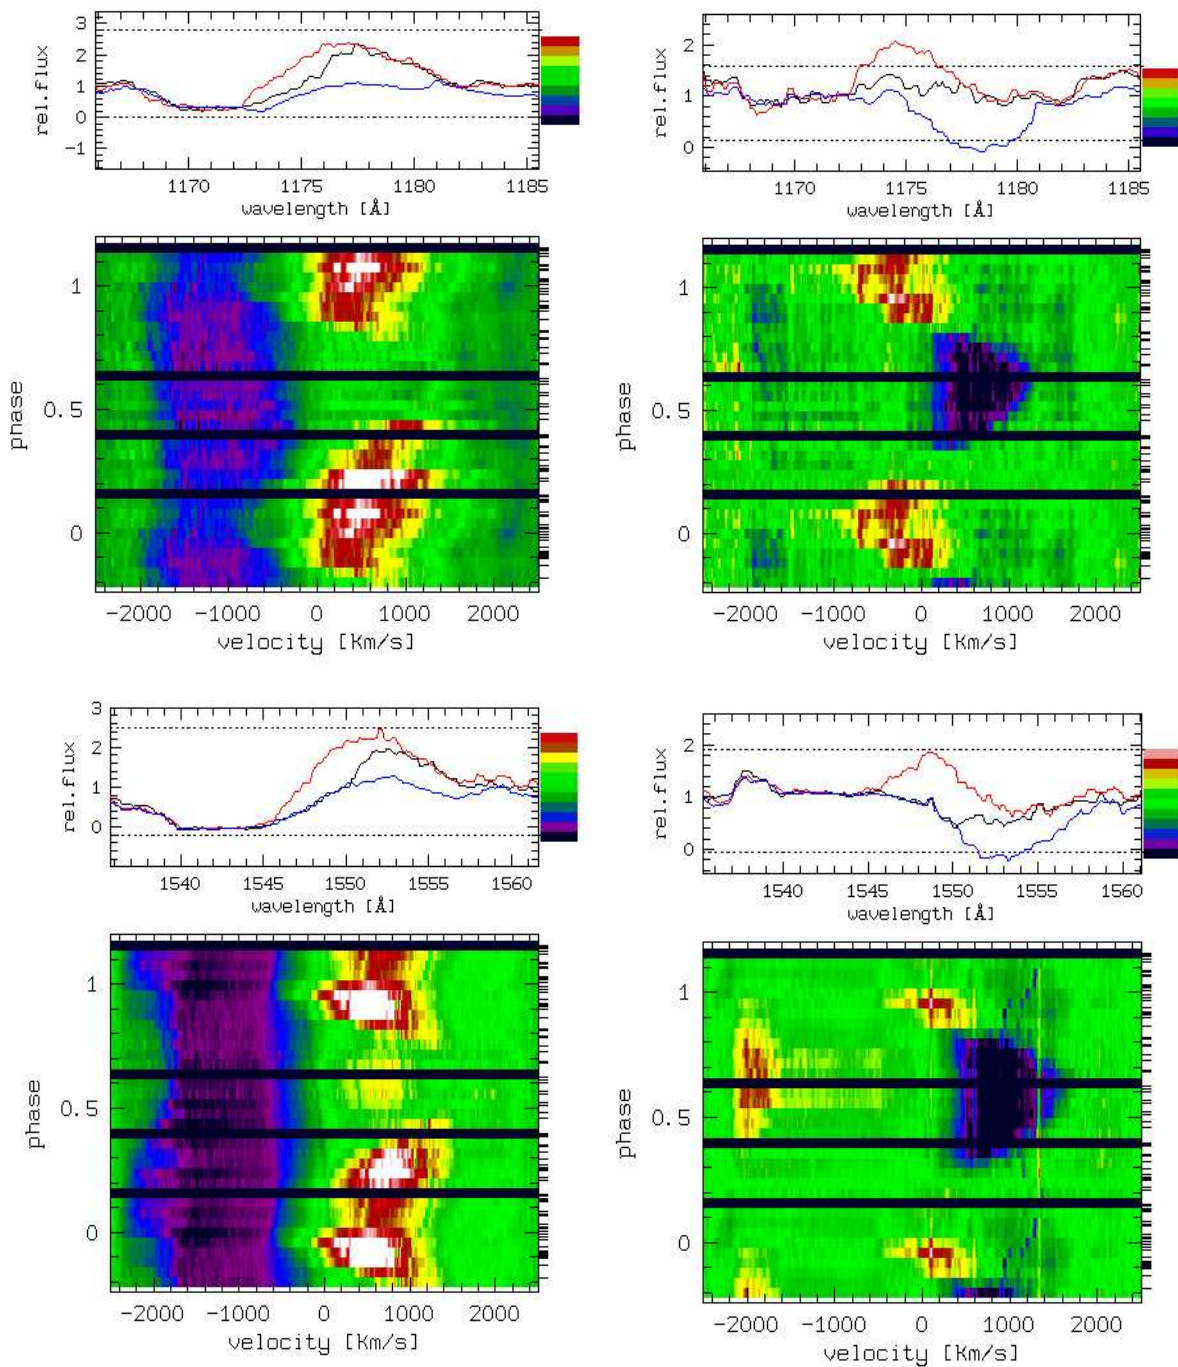 3
2
1
0
-1
rel.flux
1170 1175 1180 1185
wavelength [Å]
2
1
0
rel.flux
1170 1175 1180 1185
wavelength [Å]
1
0.5
0
phase
-2000 -1000 0 1000 2000
velocity [Km/s]
1
0.5
0
phase
-2000 -1000 0 1000 2000
velocity [Km/s]
3
2
1
0
rel.flux
1540 1545 1550 1555 1560
wavelength [Å]
2
1
0
rel.flux
1540 1545 1550 1555 1560
wavelength [Å]
1
0.5
0
phase
-2000 -1000 0 1000 2000
velocity [Km/s]
1
0.5
0
phase
-2000 -1000 0 1000 2000
velocity [Km/s]